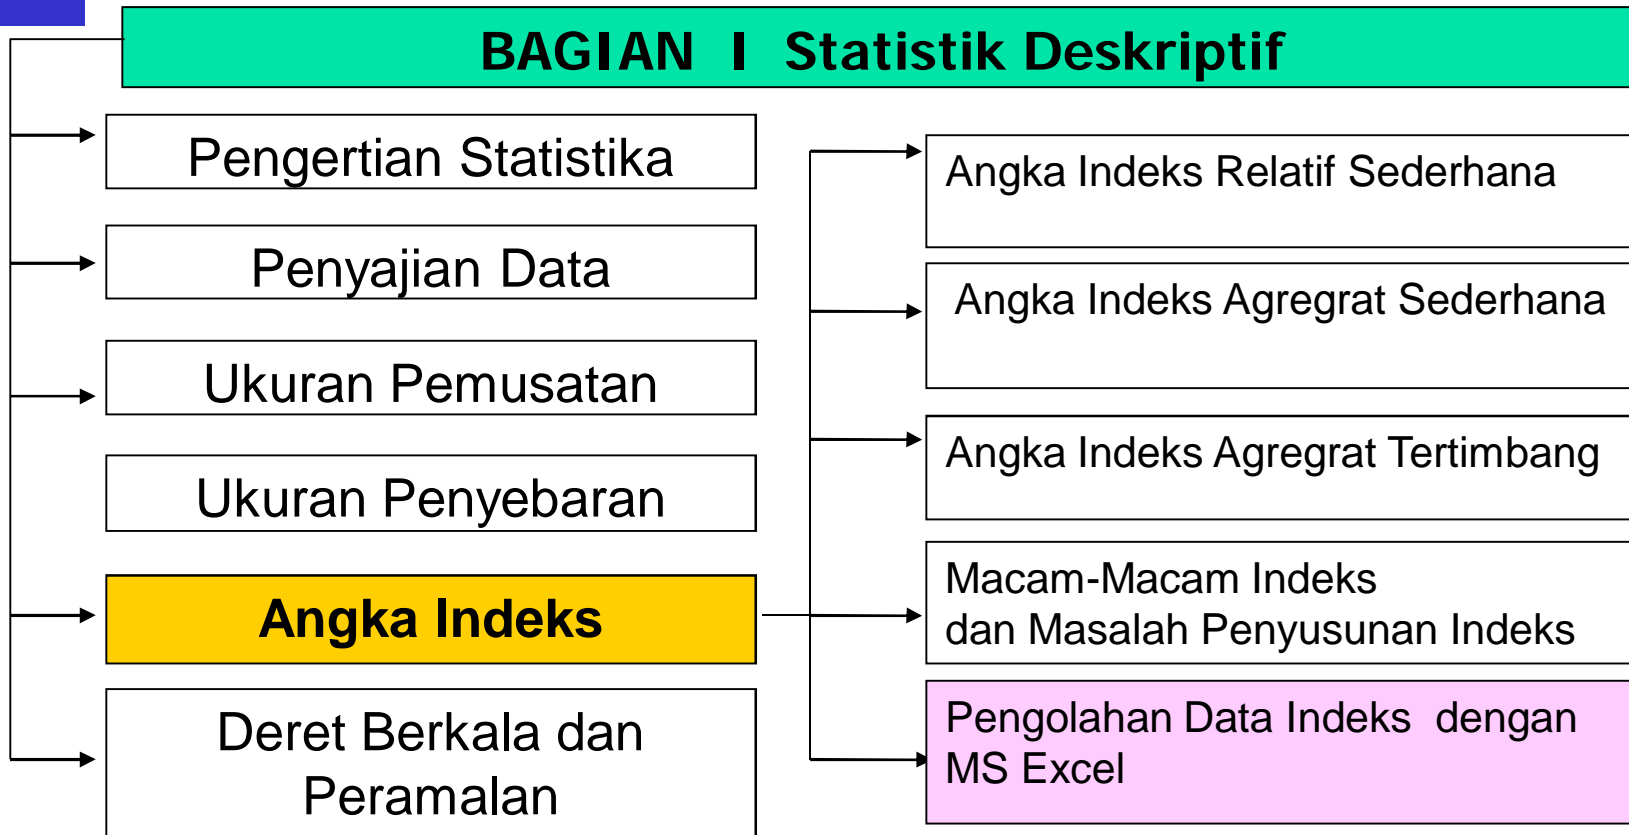 BAGIAN I Statistik Deskriptif
Pengertian Statistika
Penyajian Data
Ukuran Pemusatan
Ukuran Penyebaran
Angka Indeks
Deret Berkala dan
Peramalan
Angka Indeks Relatif Sederhana
Angka Indeks Agregrat Sederhana
Angka Indeks Agregrat Tertimbang
Macam-Macam Indeks
dan Masalah Penyusunan Indeks
Pengolahan Data Indeks dengan
MS Excel